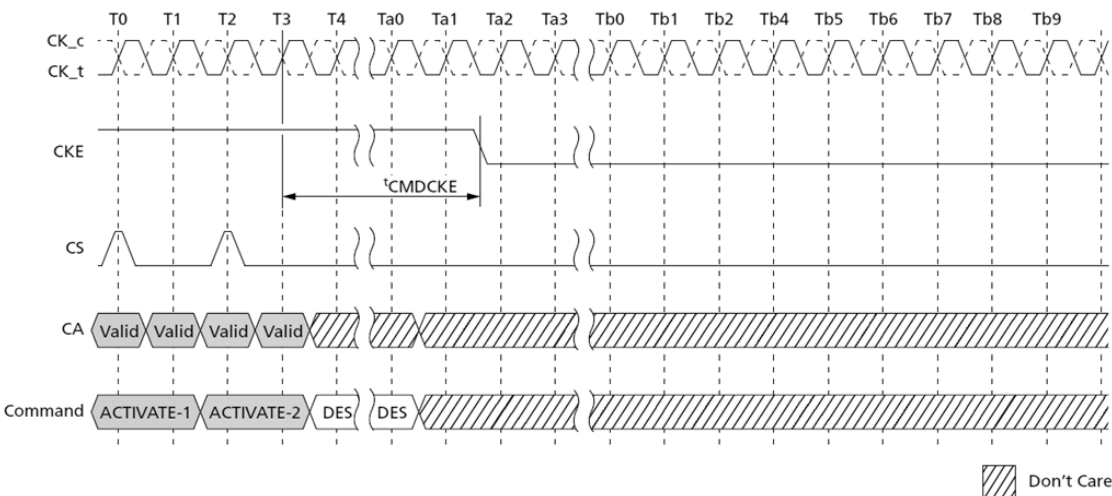 T0 T1 T2 T3 T4 Ta0 Ta1 Ta2 Ta3 Tb0 Tb1 Tb2 Tb3 Tb4 Tb5 Tb6 Tb7 Tb8 Tb9
CK_c
CK_t
CKE
tCMDCKE
CS
CA Valid Valid Valid Valid
Command ACTIVATE-1 ACTIVATE-2 DES DES
Don't Care